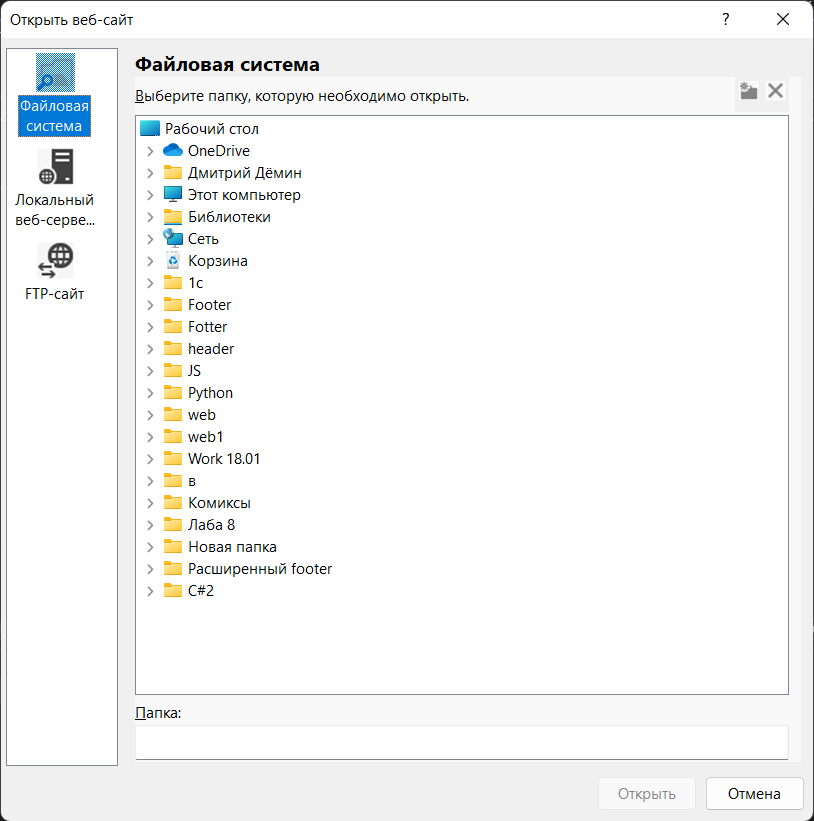 Открыть веб-сайт
?
Файловая
система
Локальный
веб-серве...
FTP-сайт
Файловая система
Выберите папку, которую необходимо открыть.
Рабочий стол
OneDrive
Дмитрий Дёмин
Этот компьютер
Библиотеки
Сеть
Корзина
1c
Footer
Fotter
header
JS
Python
web
web1
Work 18.01
в
Комиксы
Лаба 8
Новая папка
Расширенный footer
C#2
Папка:
Открыть
Отмена